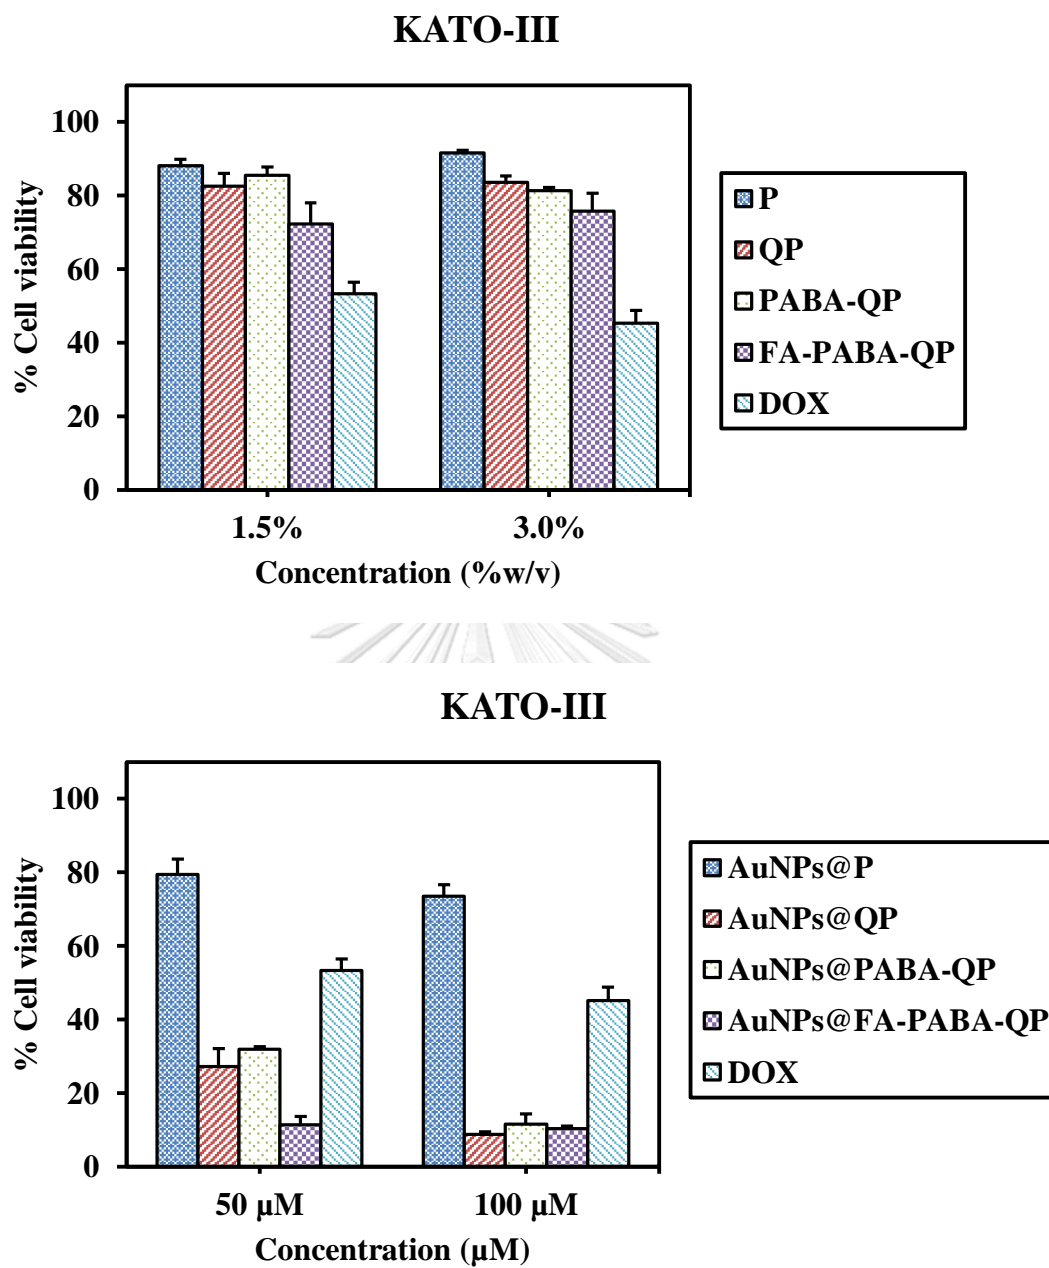 KATO-III
% Cell viability
100
80
60
40
20
0
1.5%
3.0%
Concentration (%w/v)
P
QP
PABA-QP
FA-PABA-QP
DOX
KATO-III
% Cell viability
100
80
60
40
20
0
50 µM
100 µM
Concentration (µM)
AuNPs@P
AuNPs@QP
AuNPs@PABA-QP
AuNPs@FA-PABA-QP
DOX